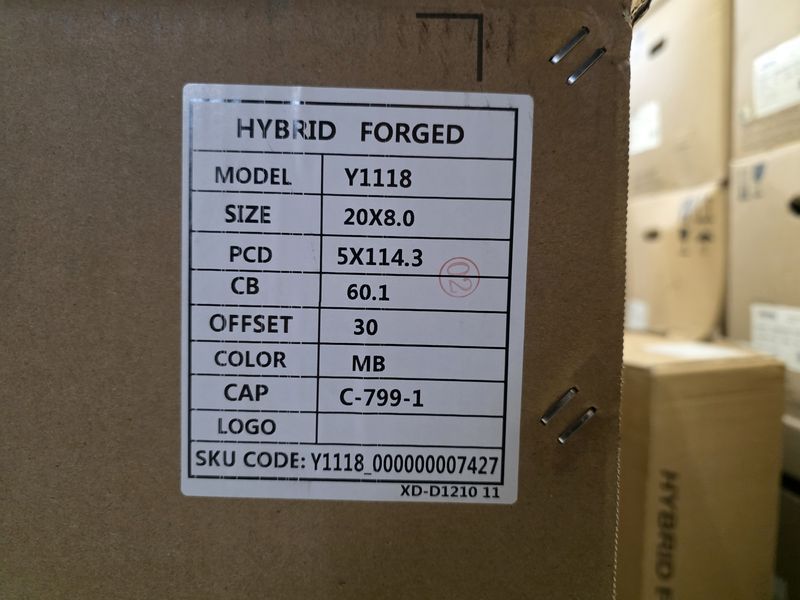 HYBRID FORGED
MODEL Y1118
SIZE 20X8.0
PCD 5X114.3
CB 60.1
02
OFFSET 30
COLOR MB
CAP C-799-1
LOGO
SKU CODE: Y1118_000000007427
XD-D1210 11
HYBRID F